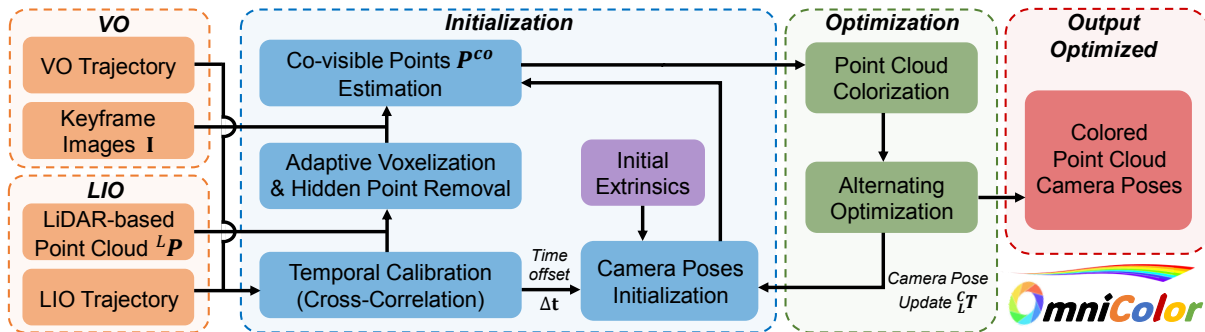 VO
VO Trajectory
Keyframe
Images I
LIO
LiDAR-based
Point Cloud ᴸP
LIO Trajectory
Initialization
Co-visible Points Pᶜᵒ
Estimation
Adaptive Voxelization
& Hidden Point Removal
Temporal Calibration
(Cross-Correlation)
Time
offset
Δt
Initial
Extrinsics
Camera Poses
Initialization
Optimization
Point Cloud
Colorization
Alternating
Optimization
Camera Pose
Update ᶜ_L T
Output
Optimized
Colored
Point Cloud
Camera Poses
OmniColor